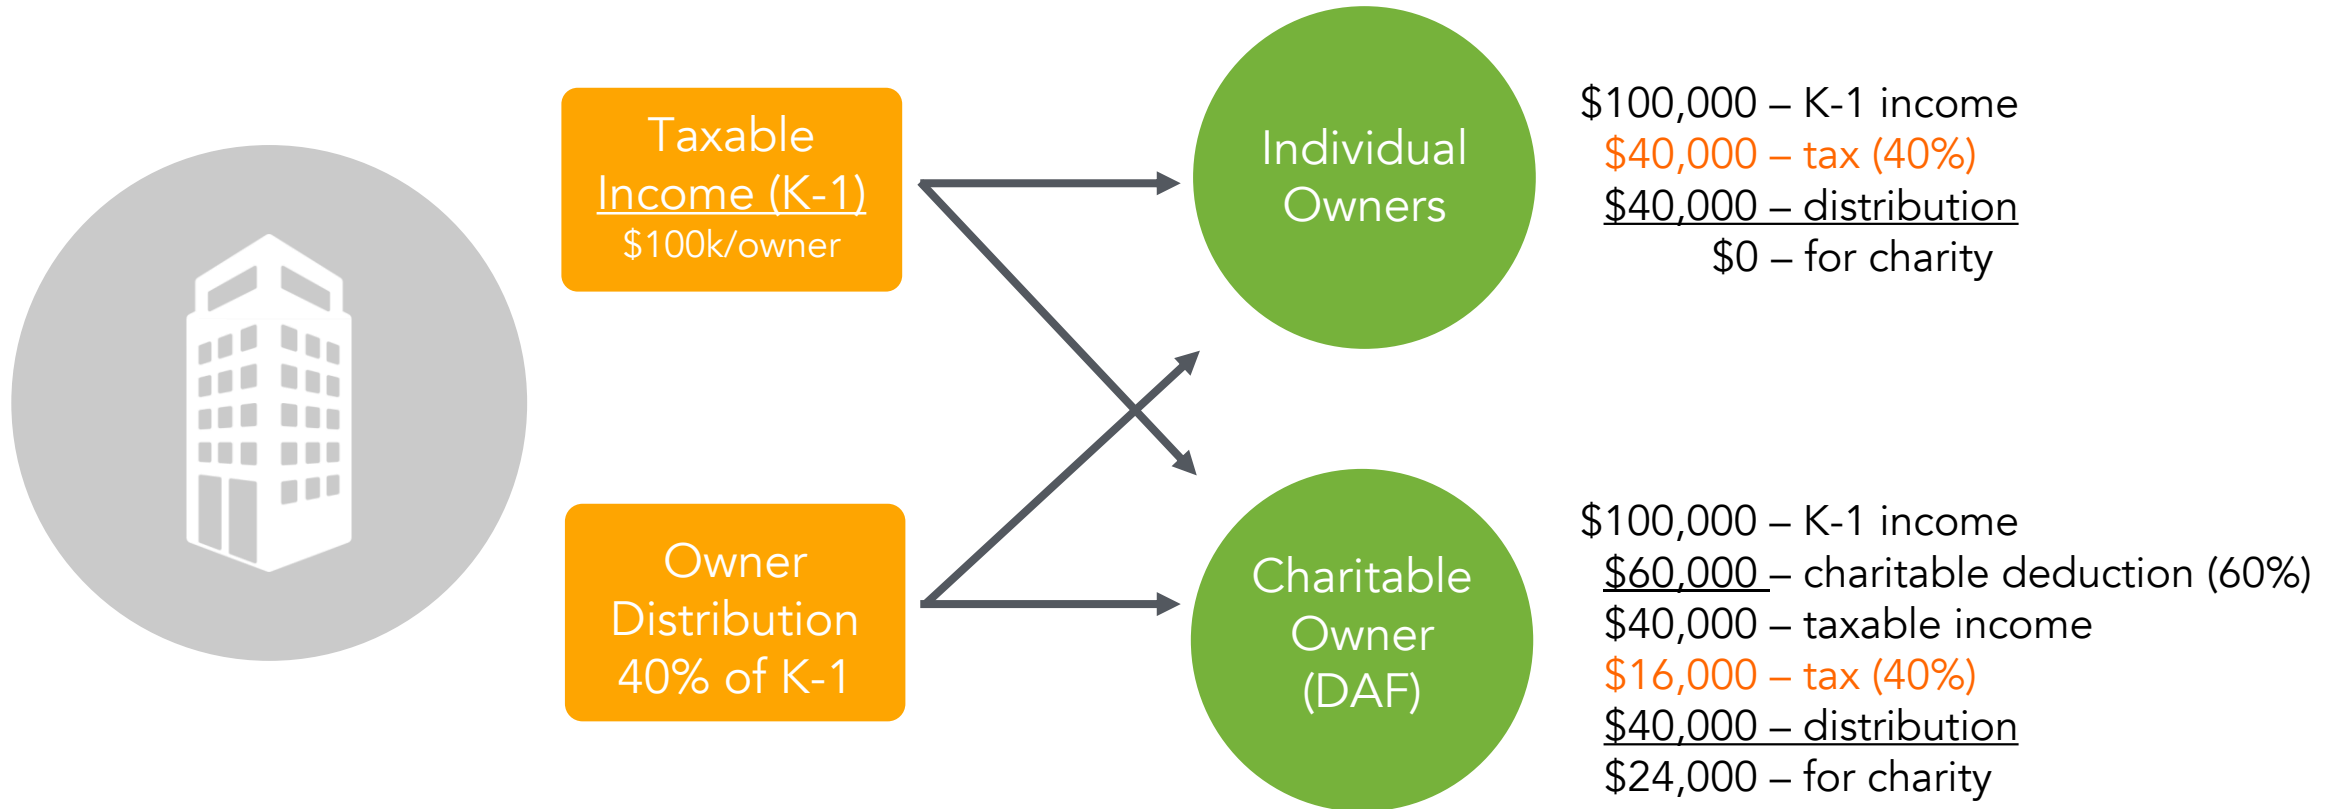 Taxable
Income (K-1)
$100k/owner
Owner
Distribution
40% of K-1
Individual
Owners
Charitable
Owner
(DAF)
$100,000 – K-1 income
$40,000 – tax (40%)
$40,000 – distribution
$0 – for charity
$100,000 – K-1 income
$60,000 – charitable deduction (60%)
$40,000 – taxable income
$16,000 – tax (40%)
$40,000 – distribution
$24,000 – for charity